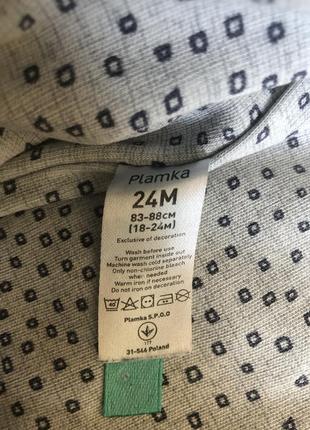 Plamka
24M
83-88CM
(18-24M)
Exclusive of decoration
Wash before use
Turn garment inside out
Machine wash cold separately
Only non-chlorine bleach
when needed
Warm iron if necessary
Do not iron on decoration
40
Plamka S.P.O.O
31-546 Poland